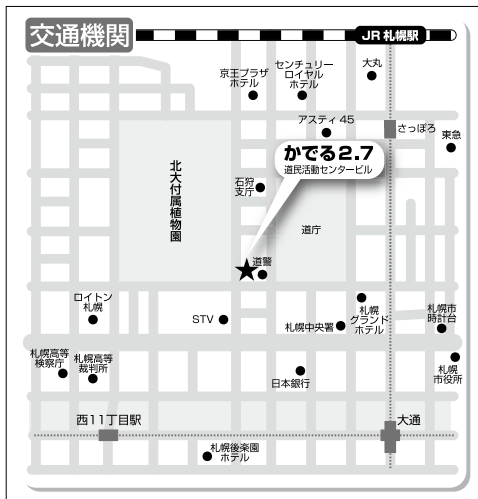 交通機関
JR 札幌駅
京王プラザ
ホテル
センチュリー
ロイヤル
ホテル
大丸
アスティ 45
さっぽろ
東急
かでる2.7
道民活動センタービル
北大付属植物園
石狩
支庁
道庁
道警
ロイトン
札幌
STV
札幌中央署
札幌
グランド
ホテル
札幌市
時計台
札幌高等
検察庁
札幌高等
裁判所
日本銀行
札幌
市役所
西11丁目駅
大通
札幌後楽園
ホテル